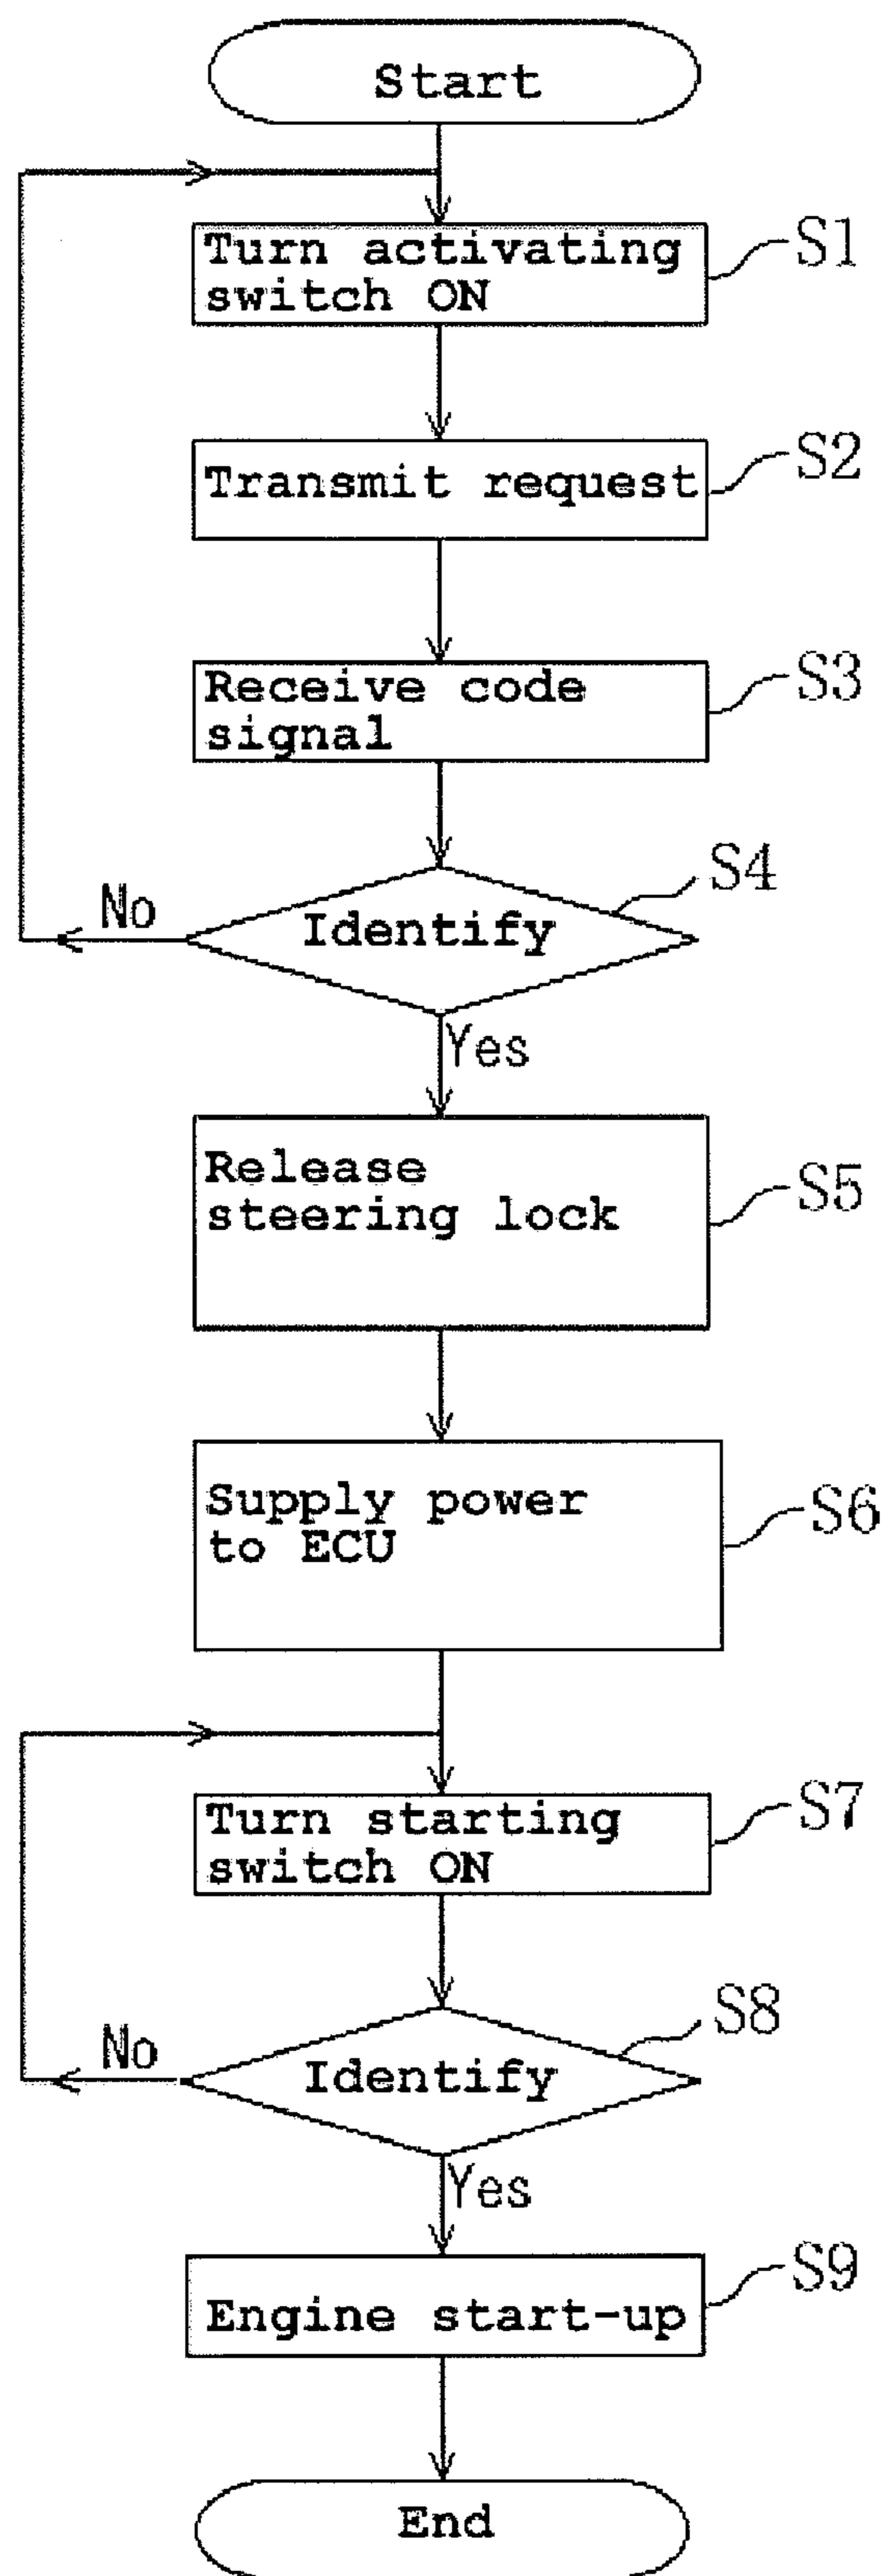 Start
Turn activating
switch ON
S1
Transmit request
S2
Receive code
signal
S3
Identify
S4
No
Yes
Release
steering lock
S5
Supply power
to ECU
S6
Turn starting
switch ON
S7
Identify
S8
No
Yes
Engine start-up
S9
End